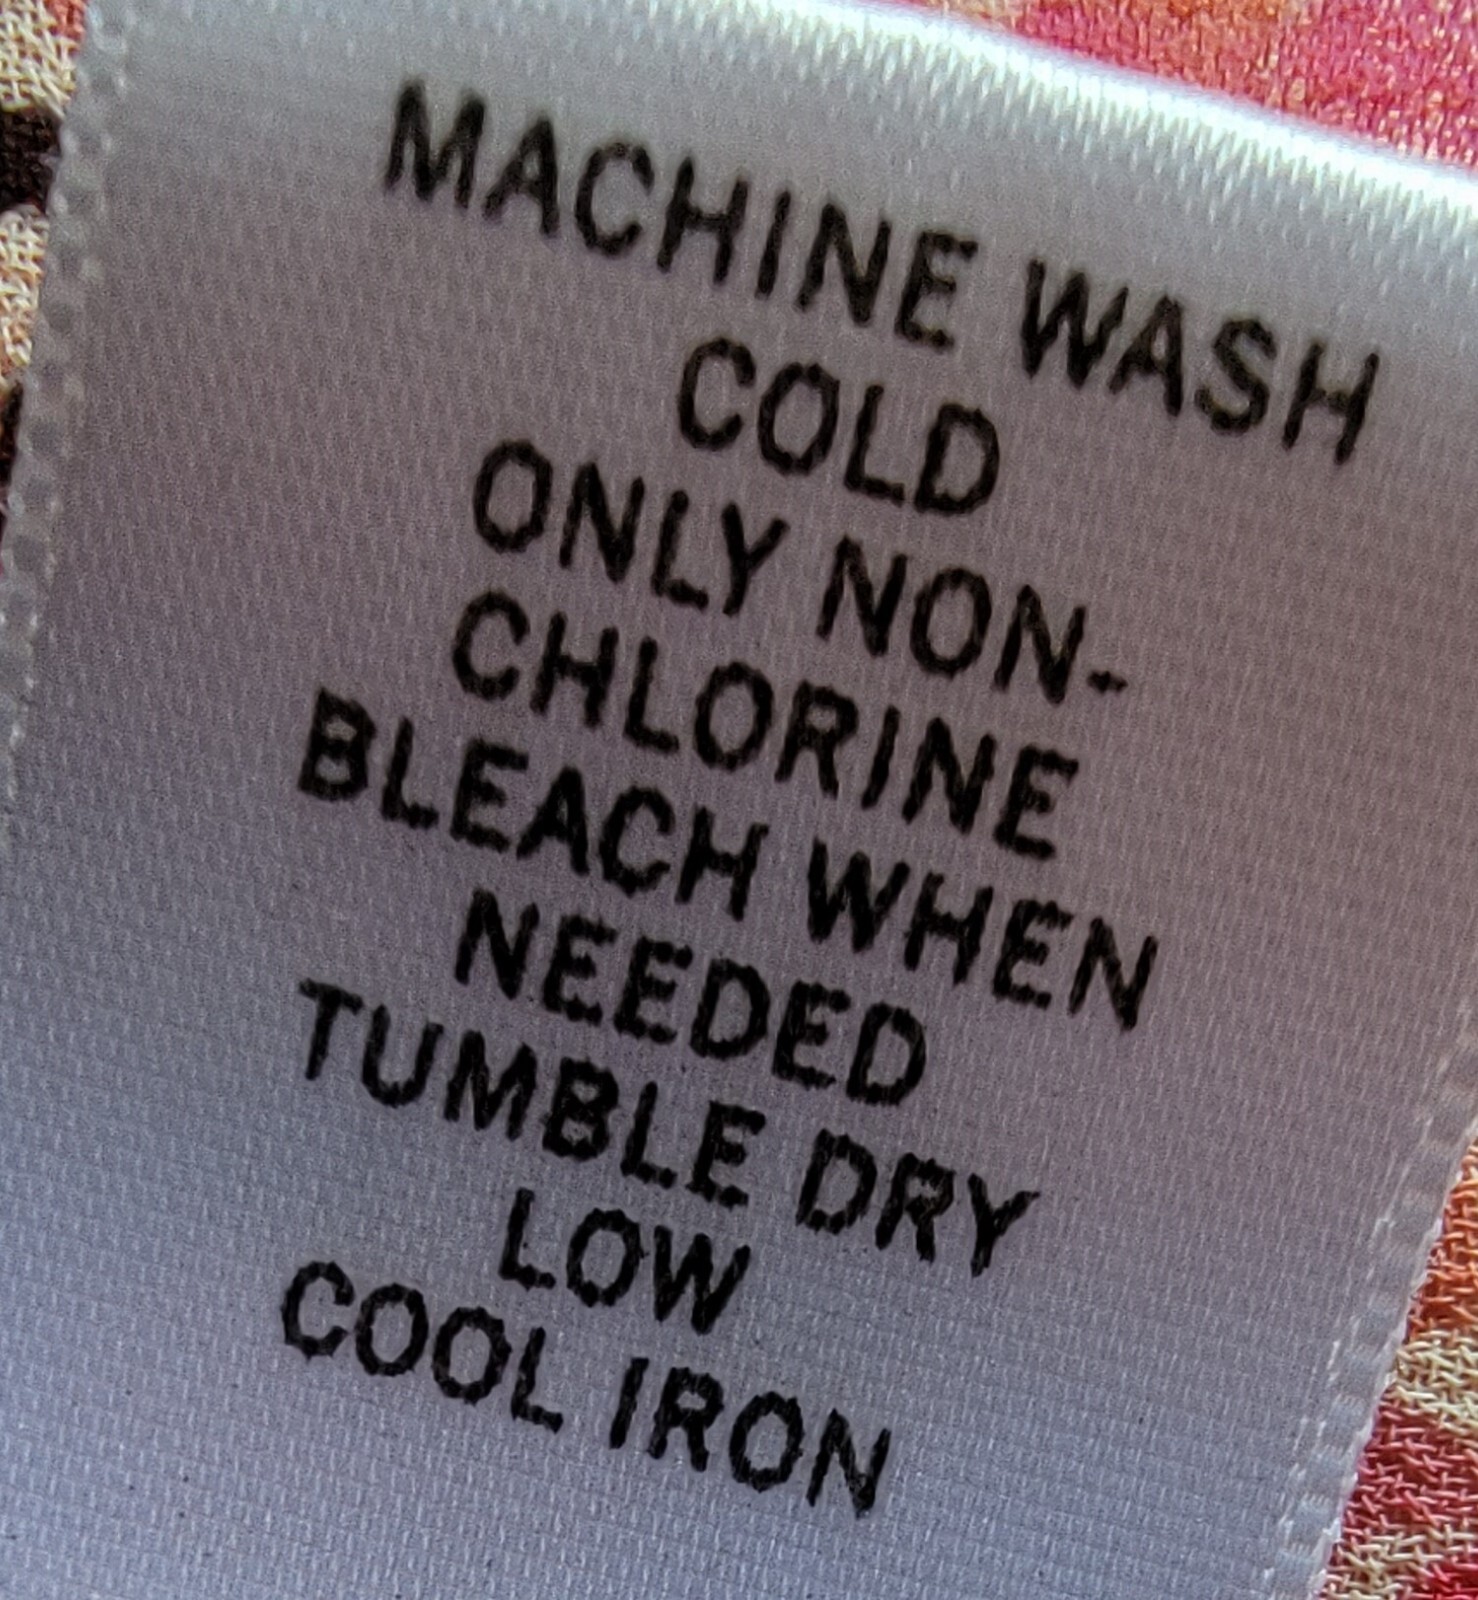 MACHINE WASH
COLD
ONLY NON-
CHLORINE
BLEACH WHEN
NEEDED
TUMBLE DRY
LOW
COOL IRON